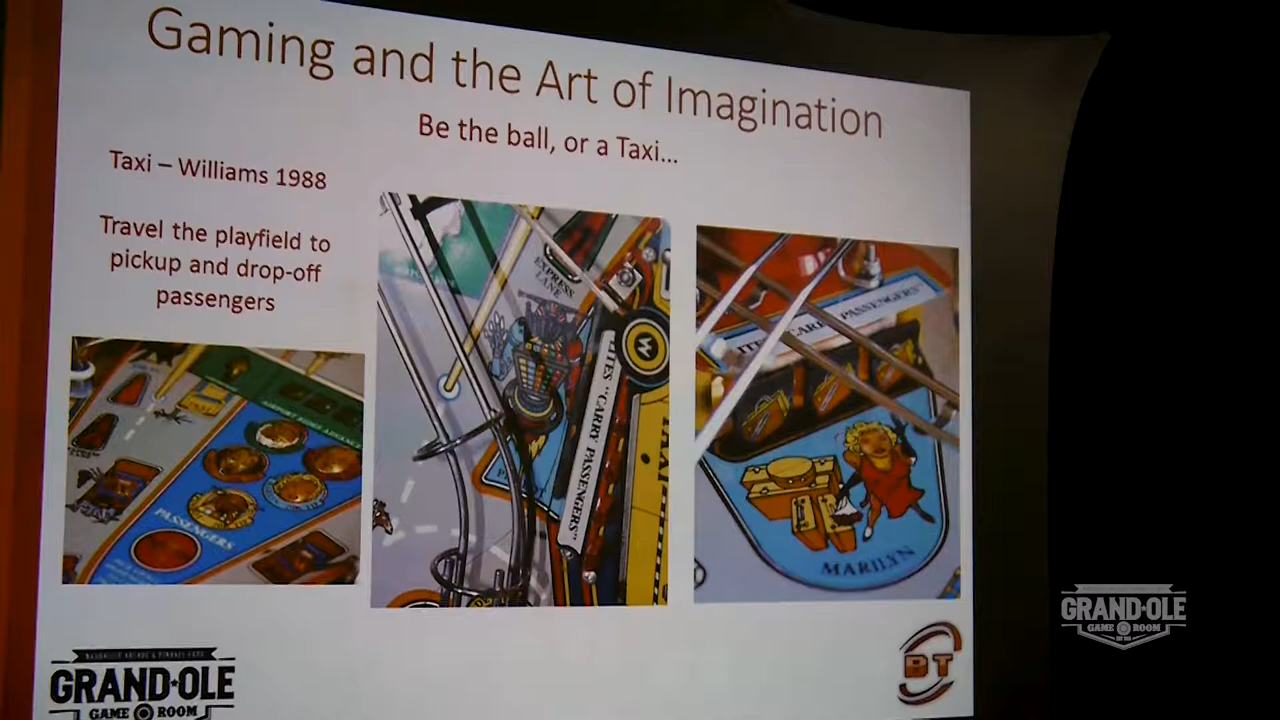 Gaming and the Art of Imagination
Be the ball, or a Taxi...
Taxi – Williams 1988
Travel the playfield to
pickup and drop-off
passengers
EXPRESS
LANE
LITES "CARRY PASSENGERS"
W
PASSENGERS"
MARILYN
PASSENGERS
GRAND★OLE
GAME ROOM
BT
GRAND·OLE
GAME ROOM